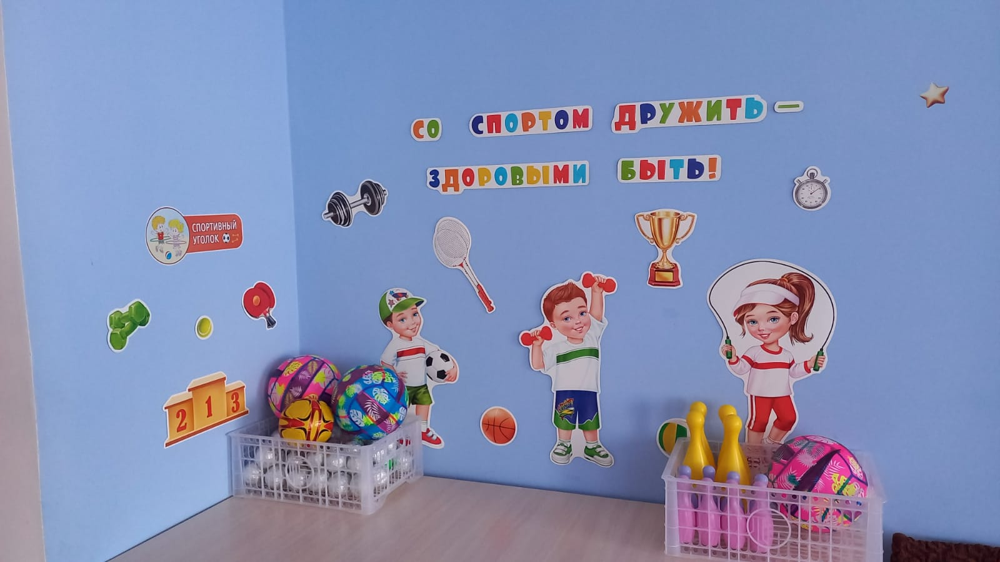 СО СПОРТОМ ДРУЖИТЬ –
ЗДОРОВЫМИ БЫТЬ!
СПОРТИВНЫЙ
УГОЛОК
2 1 3